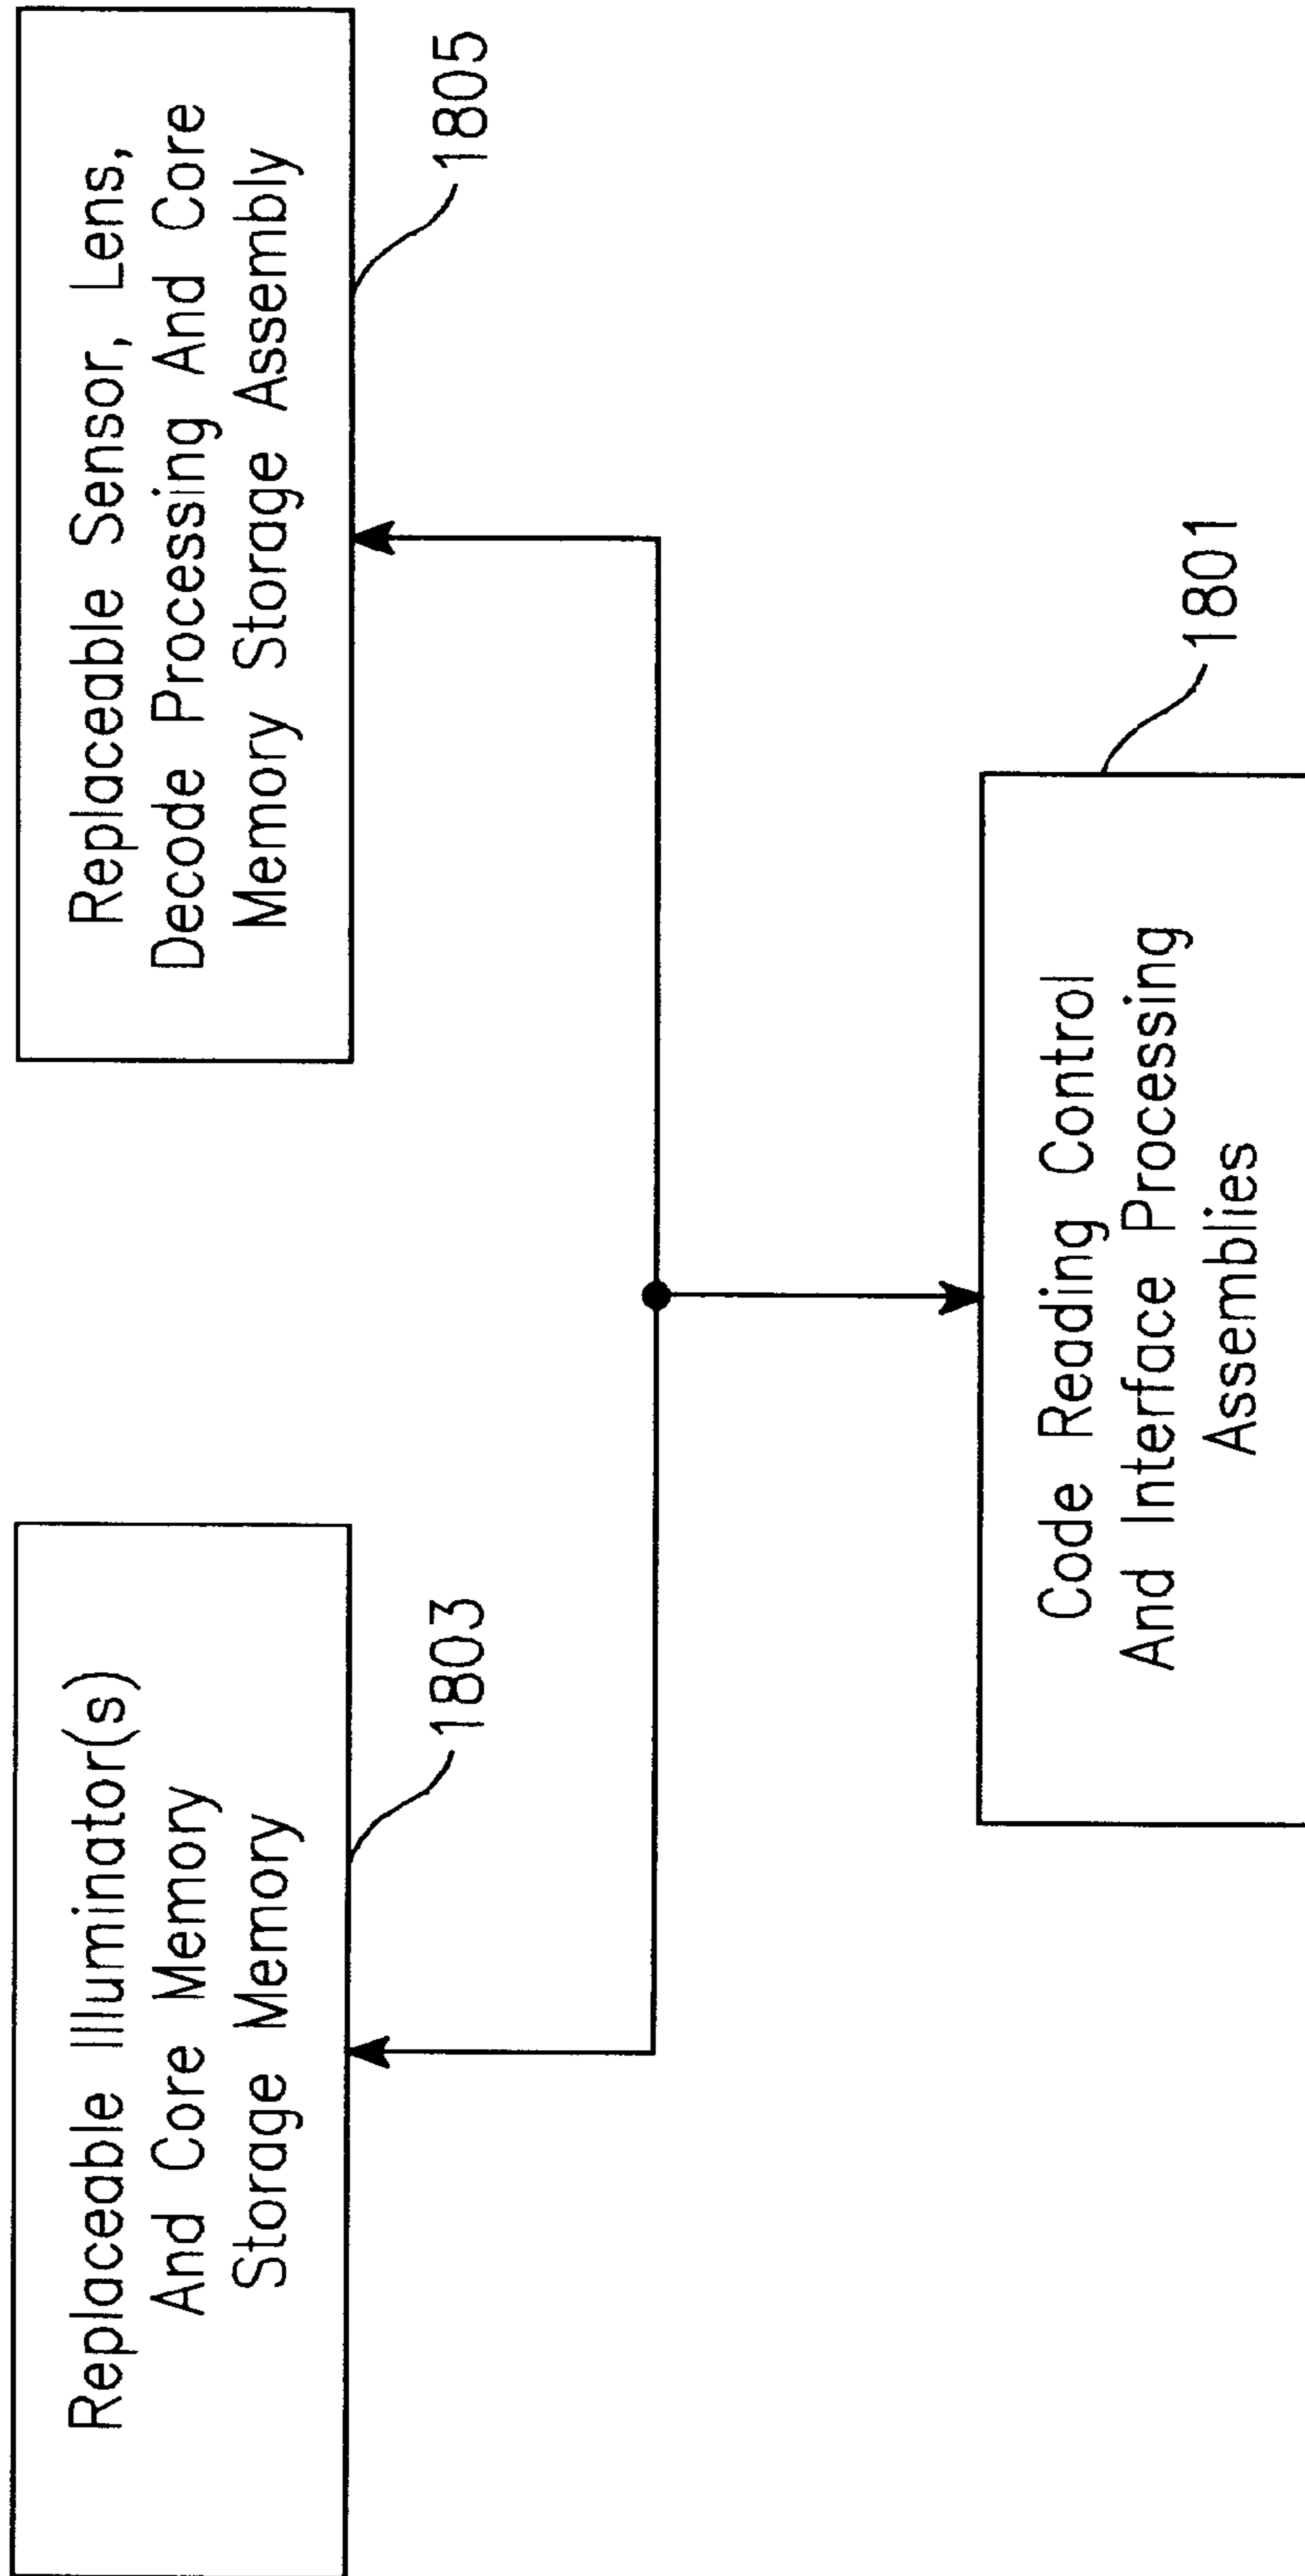 Replaceable Illuminator(s)
And Core Memory
Storage Memory
1803
Replaceable Sensor, Lens,
Decode Processing And Core
Memory Storage Assembly
1805
Code Reading Control
And Interface Processing
Assemblies
1801